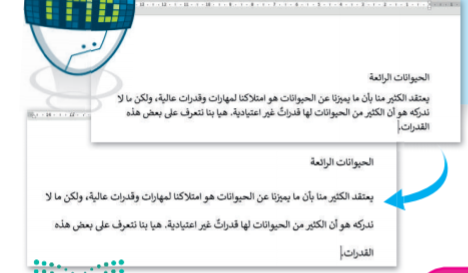 الحيوانات الرائعة
يعتقد الكثير منا بأن ما يميزنا عن الحيوانات هو امتلاكنا لمهارات وقدرات عالية، ولكن ما لا
ندركه هو أن الكثير من الحيوانات لها قدراتٌ غير اعتيادية. هيا بنا نتعرف على بعض هذه
القدرات.
الحيوانات الرائعة
يعتقد الكثير منا بأن ما يميزنا عن الحيوانات هو امتلاكنا لمهارات وقدرات عالية، ولكن ما لا
ندركه هو أن الكثير من الحيوانات لها قدراتٌ غير اعتيادية. هيا بنا نتعرف على بعض هذه
القدرات.